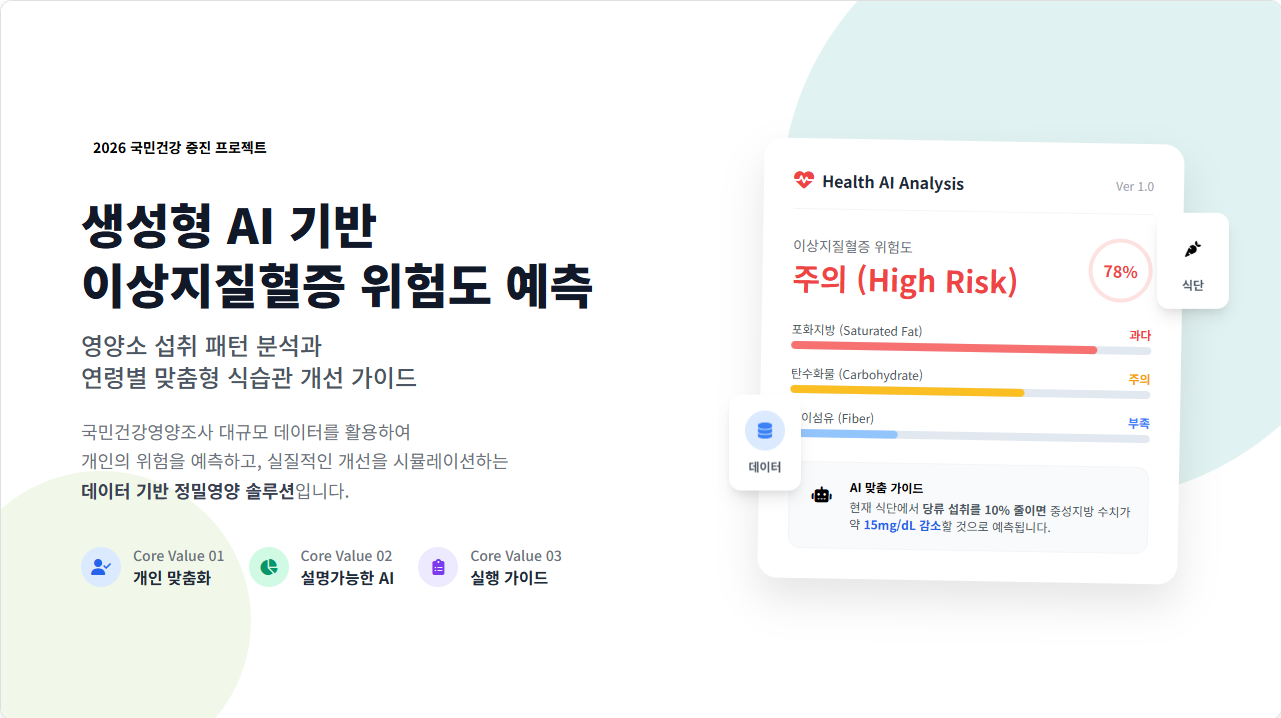 2026 국민건강 증진 프로젝트
생성형 AI 기반
이상지질혈증 위험도 예측
영양소 섭취 패턴 분석과
연령별 맞춤형 식습관 개선 가이드
국민건강영양조사 대규모 데이터를 활용하여
개인의 위험을 예측하고, 실질적인 개선을 시뮬레이션하는
데이터 기반 정밀영양 솔루션입니다.
Core Value 01
개인 맞춤화
Core Value 02
설명가능한 AI
Core Value 03
실행 가이드
Health AI Analysis
Ver 1.0
이상지질혈증 위험도
주의 (High Risk)
78%
식단
포화지방 (Saturated Fat)
과다
탄수화물 (Carbohydrate)
주의
이섬유 (Fiber)
부족
데이터
AI 맞춤 가이드
현재 식단에서 당류 섭취를 10% 줄이면 중성지방 수치가
약 15mg/dL 감소할 것으로 예측됩니다.